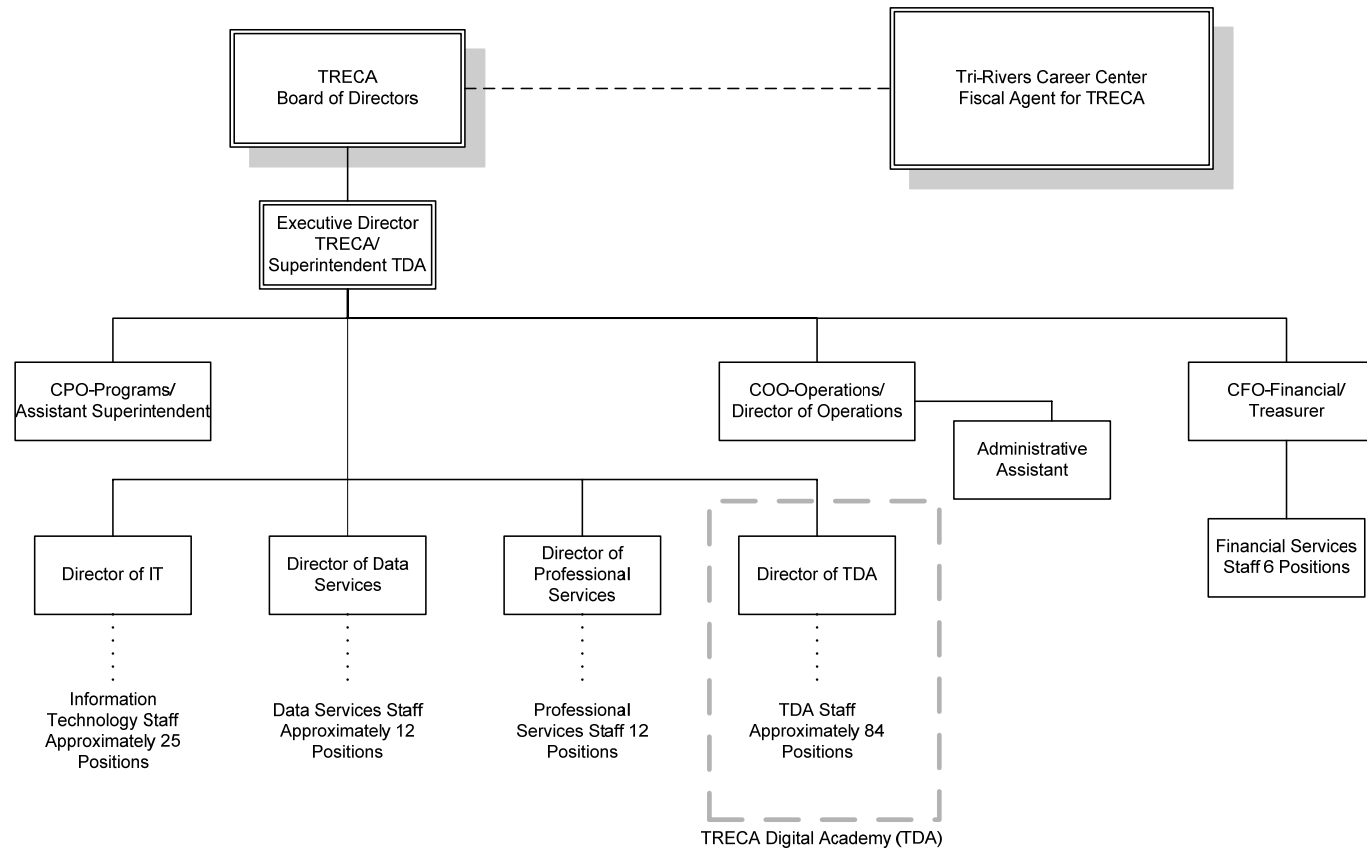 TRECA
Board of Directors
Tri-Rivers Career Center
Fiscal Agent for TRECA
Executive Director
TRECA/
Superintendent TDA
CPO-Programs/
Assistant Superintendent
COO-Operations/
Director of Operations
CFO-Financial/
Treasurer
Administrative
Assistant
Director of IT
Director of Data
Services
Director of
Professional
Services
Director of TDA
Financial Services
Staff 6 Positions
Information
Technology Staff
Approximately 25
Positions
Data Services Staff
Approximately 12
Positions
Professional
Services Staff 12
Positions
TDA Staff
Approximately 84
Positions
TRECA Digital Academy (TDA)